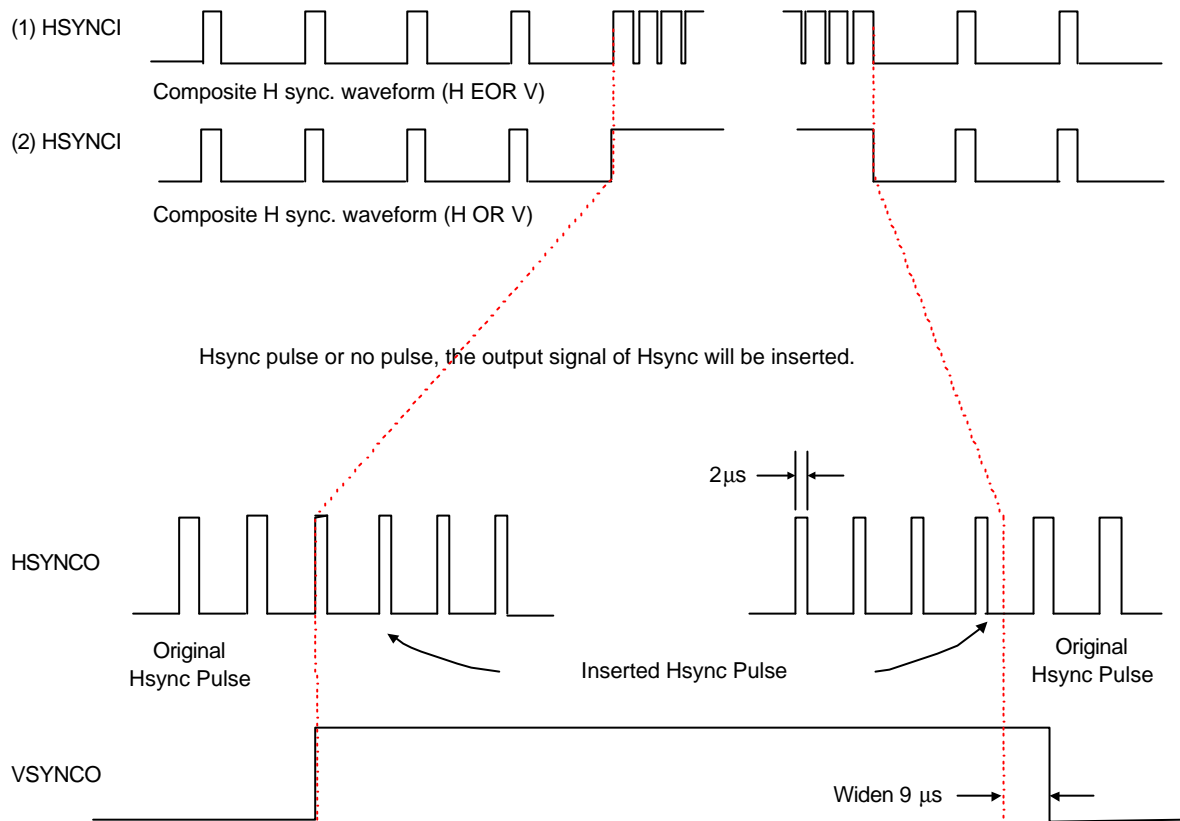 (1) HSYNCI
Composite H sync. waveform (H EOR V)
(2) HSYNCI
Composite H sync. waveform (H OR V)
Hsync pulse or no pulse, the output signal of Hsync will be inserted.
2μs
HSYNCO
Original
Hsync Pulse
Inserted Hsync Pulse
Original
Hsync Pulse
VSYNCO
Widen 9 μs